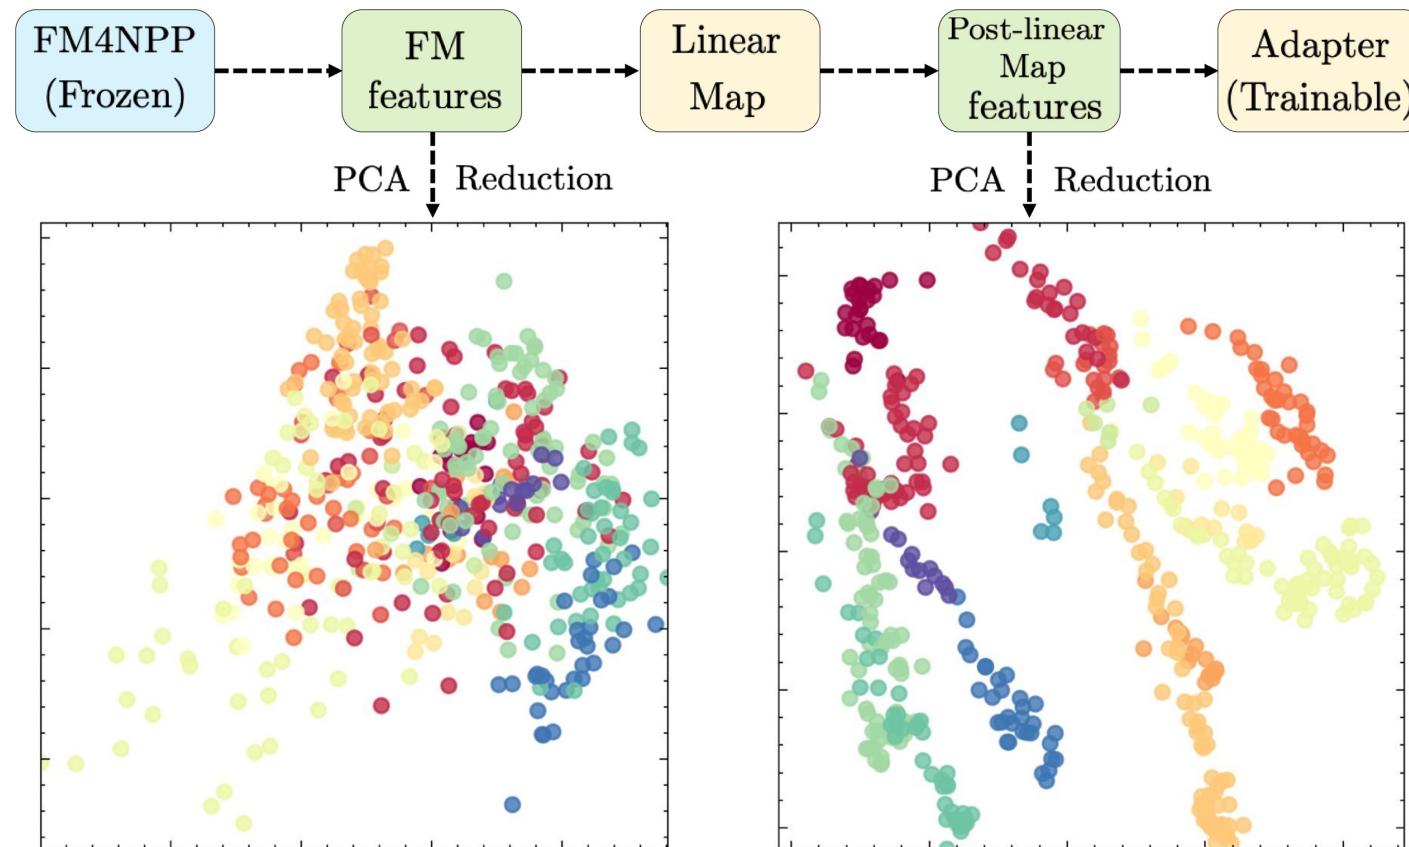 FM4NPP
(Frozen)
FM
features
Linear
Map
Post-linear
Map
features
Adapter
(Trainable)
PCA Reduction
PCA Reduction